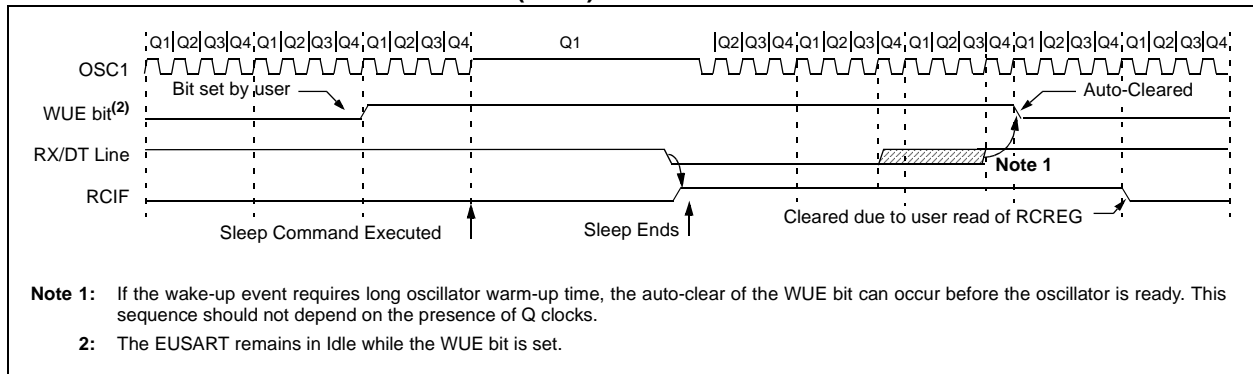 Q1 Q2 Q3 Q4 Q1 Q2 Q3 Q4 Q1 Q2 Q3 Q4 Q1 Q2 Q3 Q4 Q1 Q2 Q3 Q4 Q1 Q2 Q3 Q4 Q1 Q2 Q3 Q4 Q1 Q2 Q3 Q4
OSC1
Bit set by user
Auto-Cleared
WUE bit(2)
RX/DT Line
Note 1
RCIF
Cleared due to user read of RCREG
Sleep Command Executed
Sleep Ends
Note 1: If the wake-up event requires long oscillator warm-up time, the auto-clear of the WUE bit can occur before the oscillator is ready. This
sequence should not depend on the presence of Q clocks.
2: The EUSART remains in Idle while the WUE bit is set.